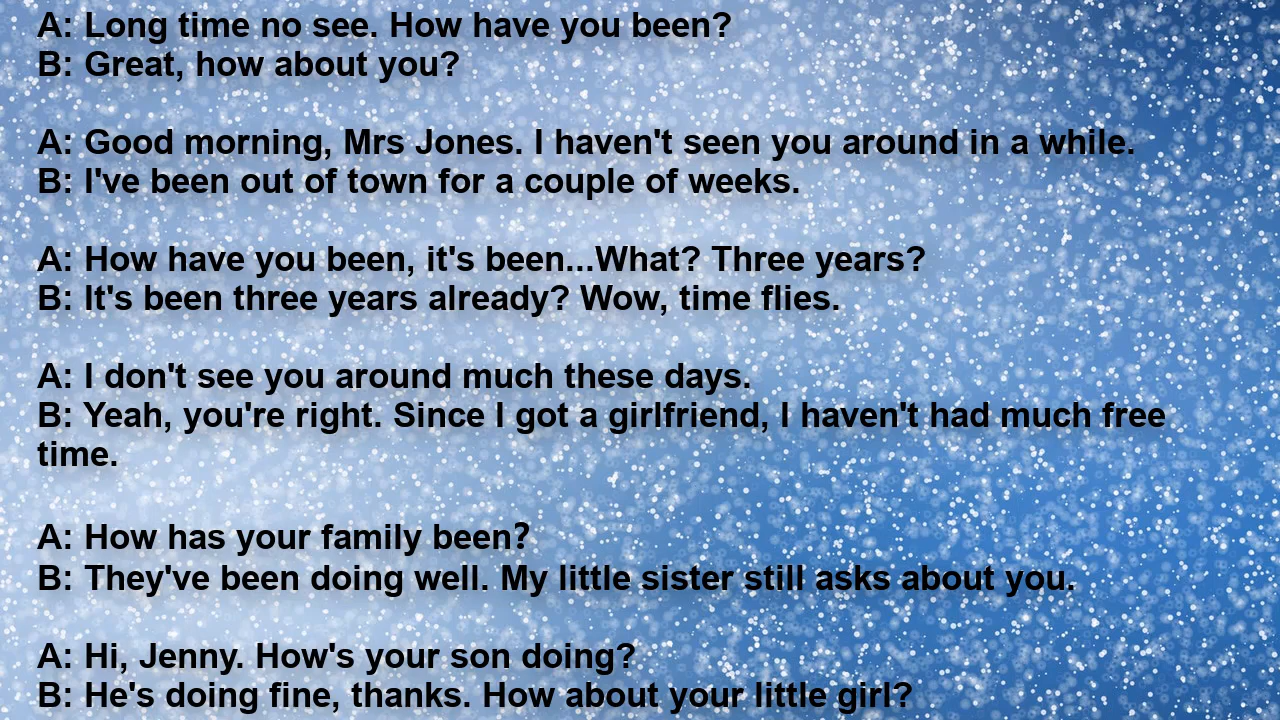 A: Long time no see. How have you been?
B: Great, how about you?
A: Good morning, Mrs Jones. I haven't seen you around in a while.
B: I've been out of town for a couple of weeks.
A: How have you been, it's been...What? Three years?
B: It's been three years already? Wow, time flies.
A: I don't see you around much these days.
B: Yeah, you're right. Since I got a girlfriend, I haven't had much free
time.
A: How has your family been?
B: They've been doing well. My little sister still asks about you.
A: Hi, Jenny. How's your son doing?
B: He's doing fine, thanks. How about your little girl?